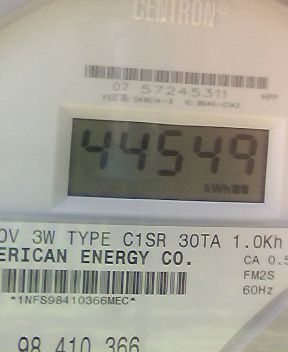 CENTRON®
07 57245311
44549
kWh
0V 3W TYPE C1SR 30TA 1.0Kh
ERICAN ENERGY CO.
CA 0.5
FM2S
*1NFS98410366MEC*
60Hz
98 410 366